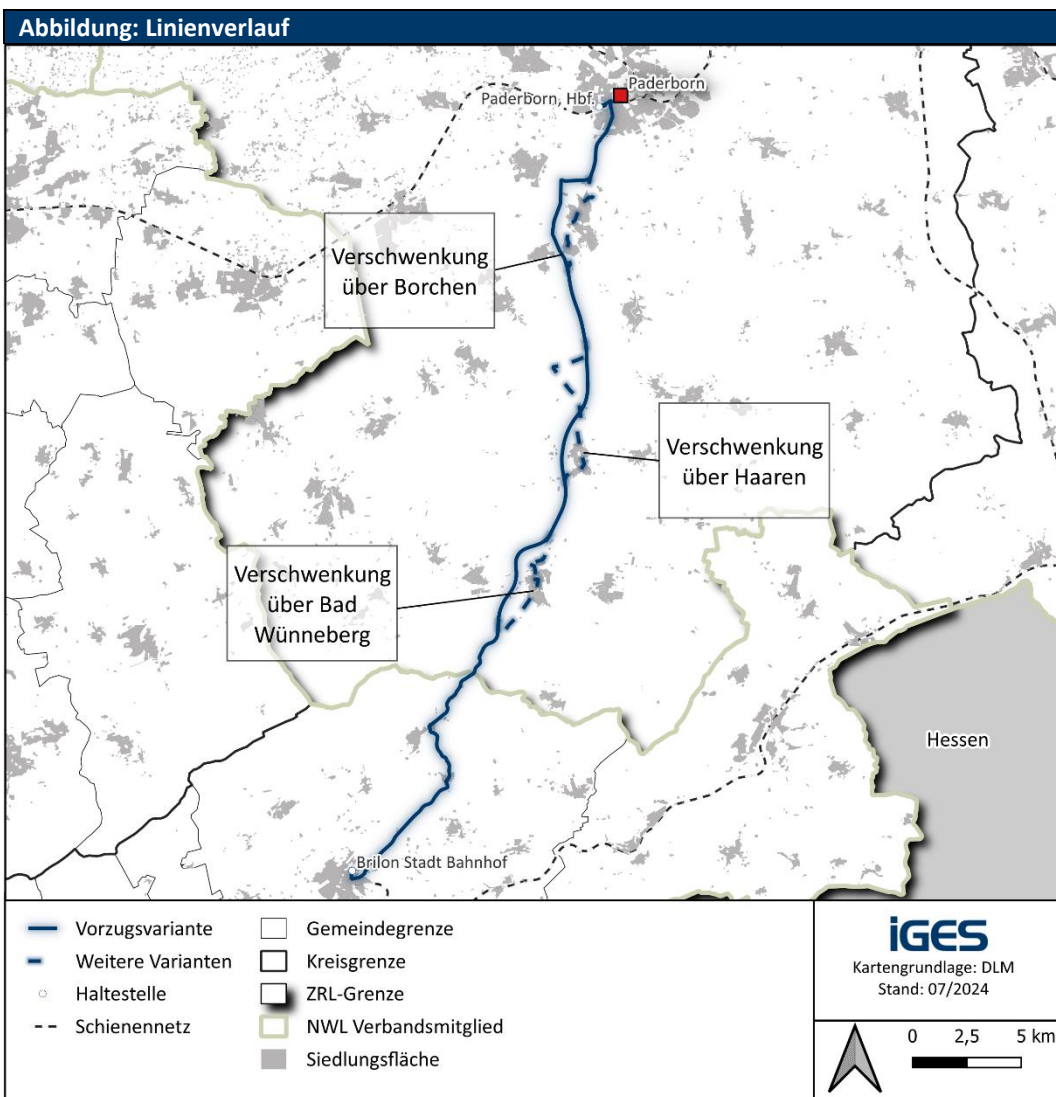 Abbildung: Linienverlauf
Paderborn
Paderborn, Hbf.
Verschwenkung
über Borchen
Verschwenkung
über Haaren
Verschwenkung
über Bad
Wünneberg
Hessen
Brilon Stadt Bahnhof
Vorzugsvariante
Weitere Varianten
Haltestelle
Schienennetz
Gemeindegrenze
Kreisgrenze
ZRL-Grenze
NWL Verbandsmitglied
Siedlungsfläche
iGES
Kartengrundlage: DLM
Stand: 07/2024
0 2,5 5 km